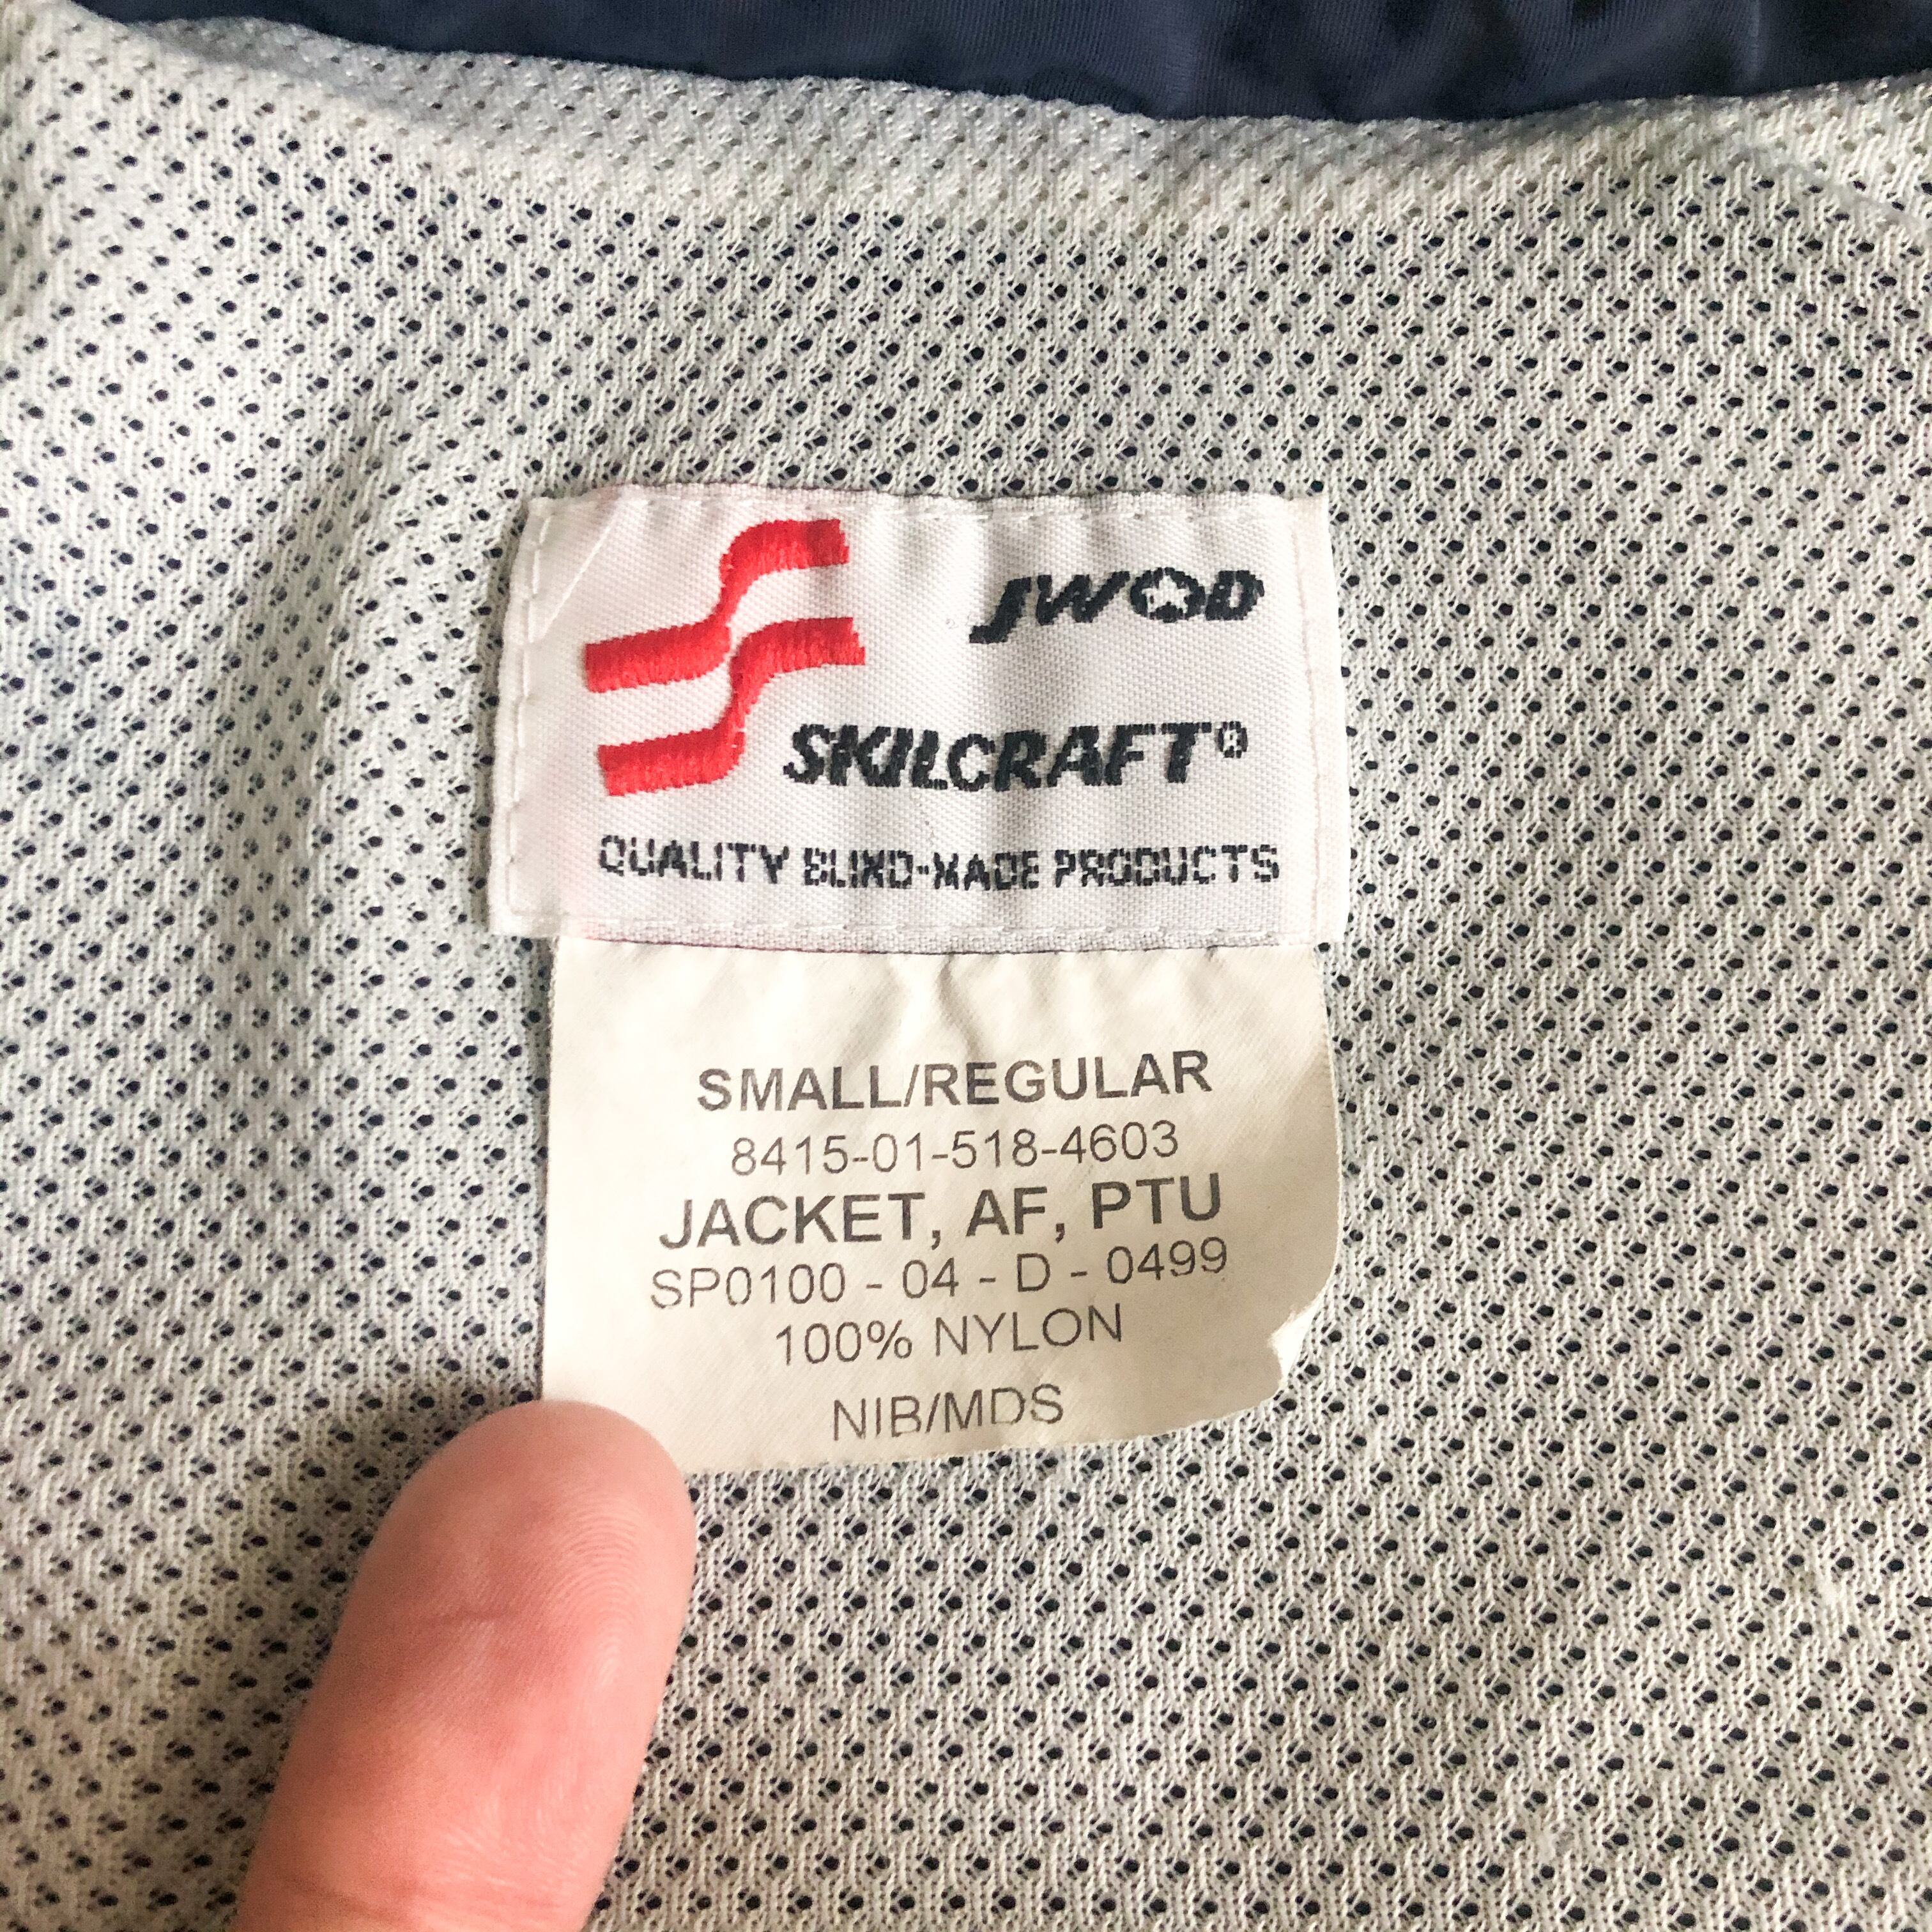 JWOD
SKILCRAFT®
QUALITY BLIND-MADE PRODUCTS
SMALL/REGULAR
8415-01-518-4603
JACKET, AF, PTU
SP0100 - 04 - D - 0499
100% NYLON
NIB/MDS